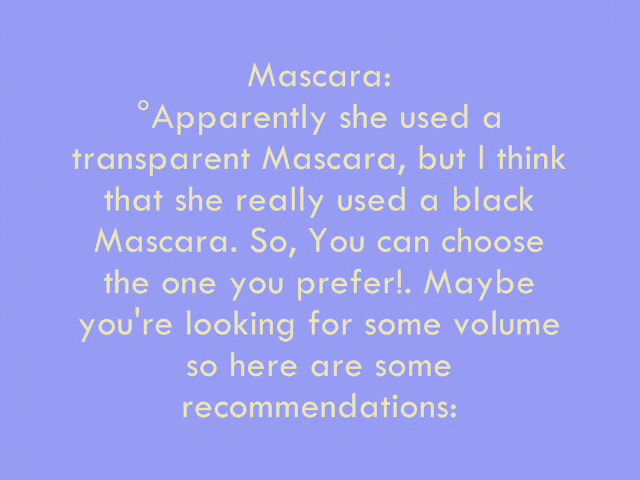 Mascara:
°Apparently she used a
transparent Mascara, but I think
that she really used a black
Mascara. So, You can choose
the one you prefer!. Maybe
you're looking for some volume
so here are some
recommendations: